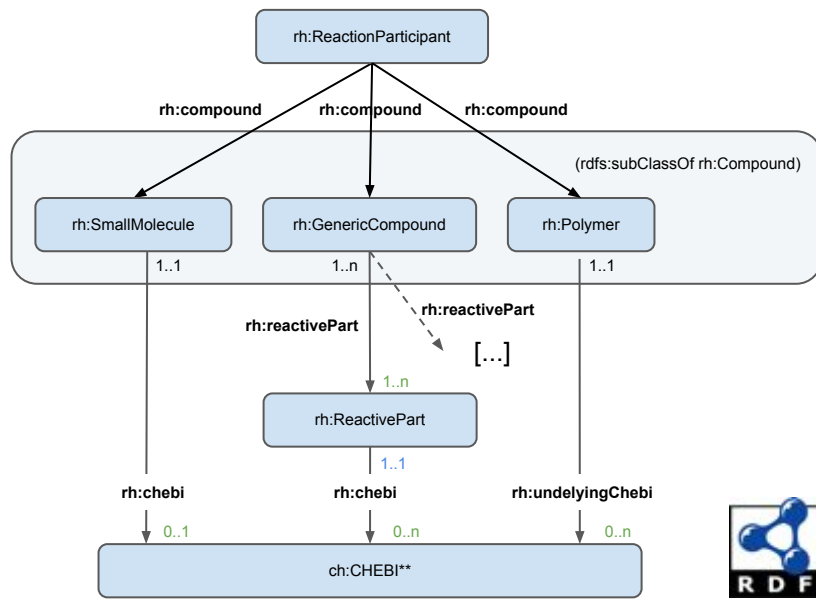 rh:ReactionParticipant
rh:compound rh:compound rh:compound
(rdfs:subClassOf rh:Compound)
rh:SmallMolecule rh:GenericCompound rh:Polymer
1..1 1..n 1..1
rh:reactivePart
rh:reactivePart
[...]
1..n
rh:ReactivePart
1..1
rh:chebi rh:chebi rh:undelyingChebi
0..1 0..n 0..n
ch:CHEBI**
RDF